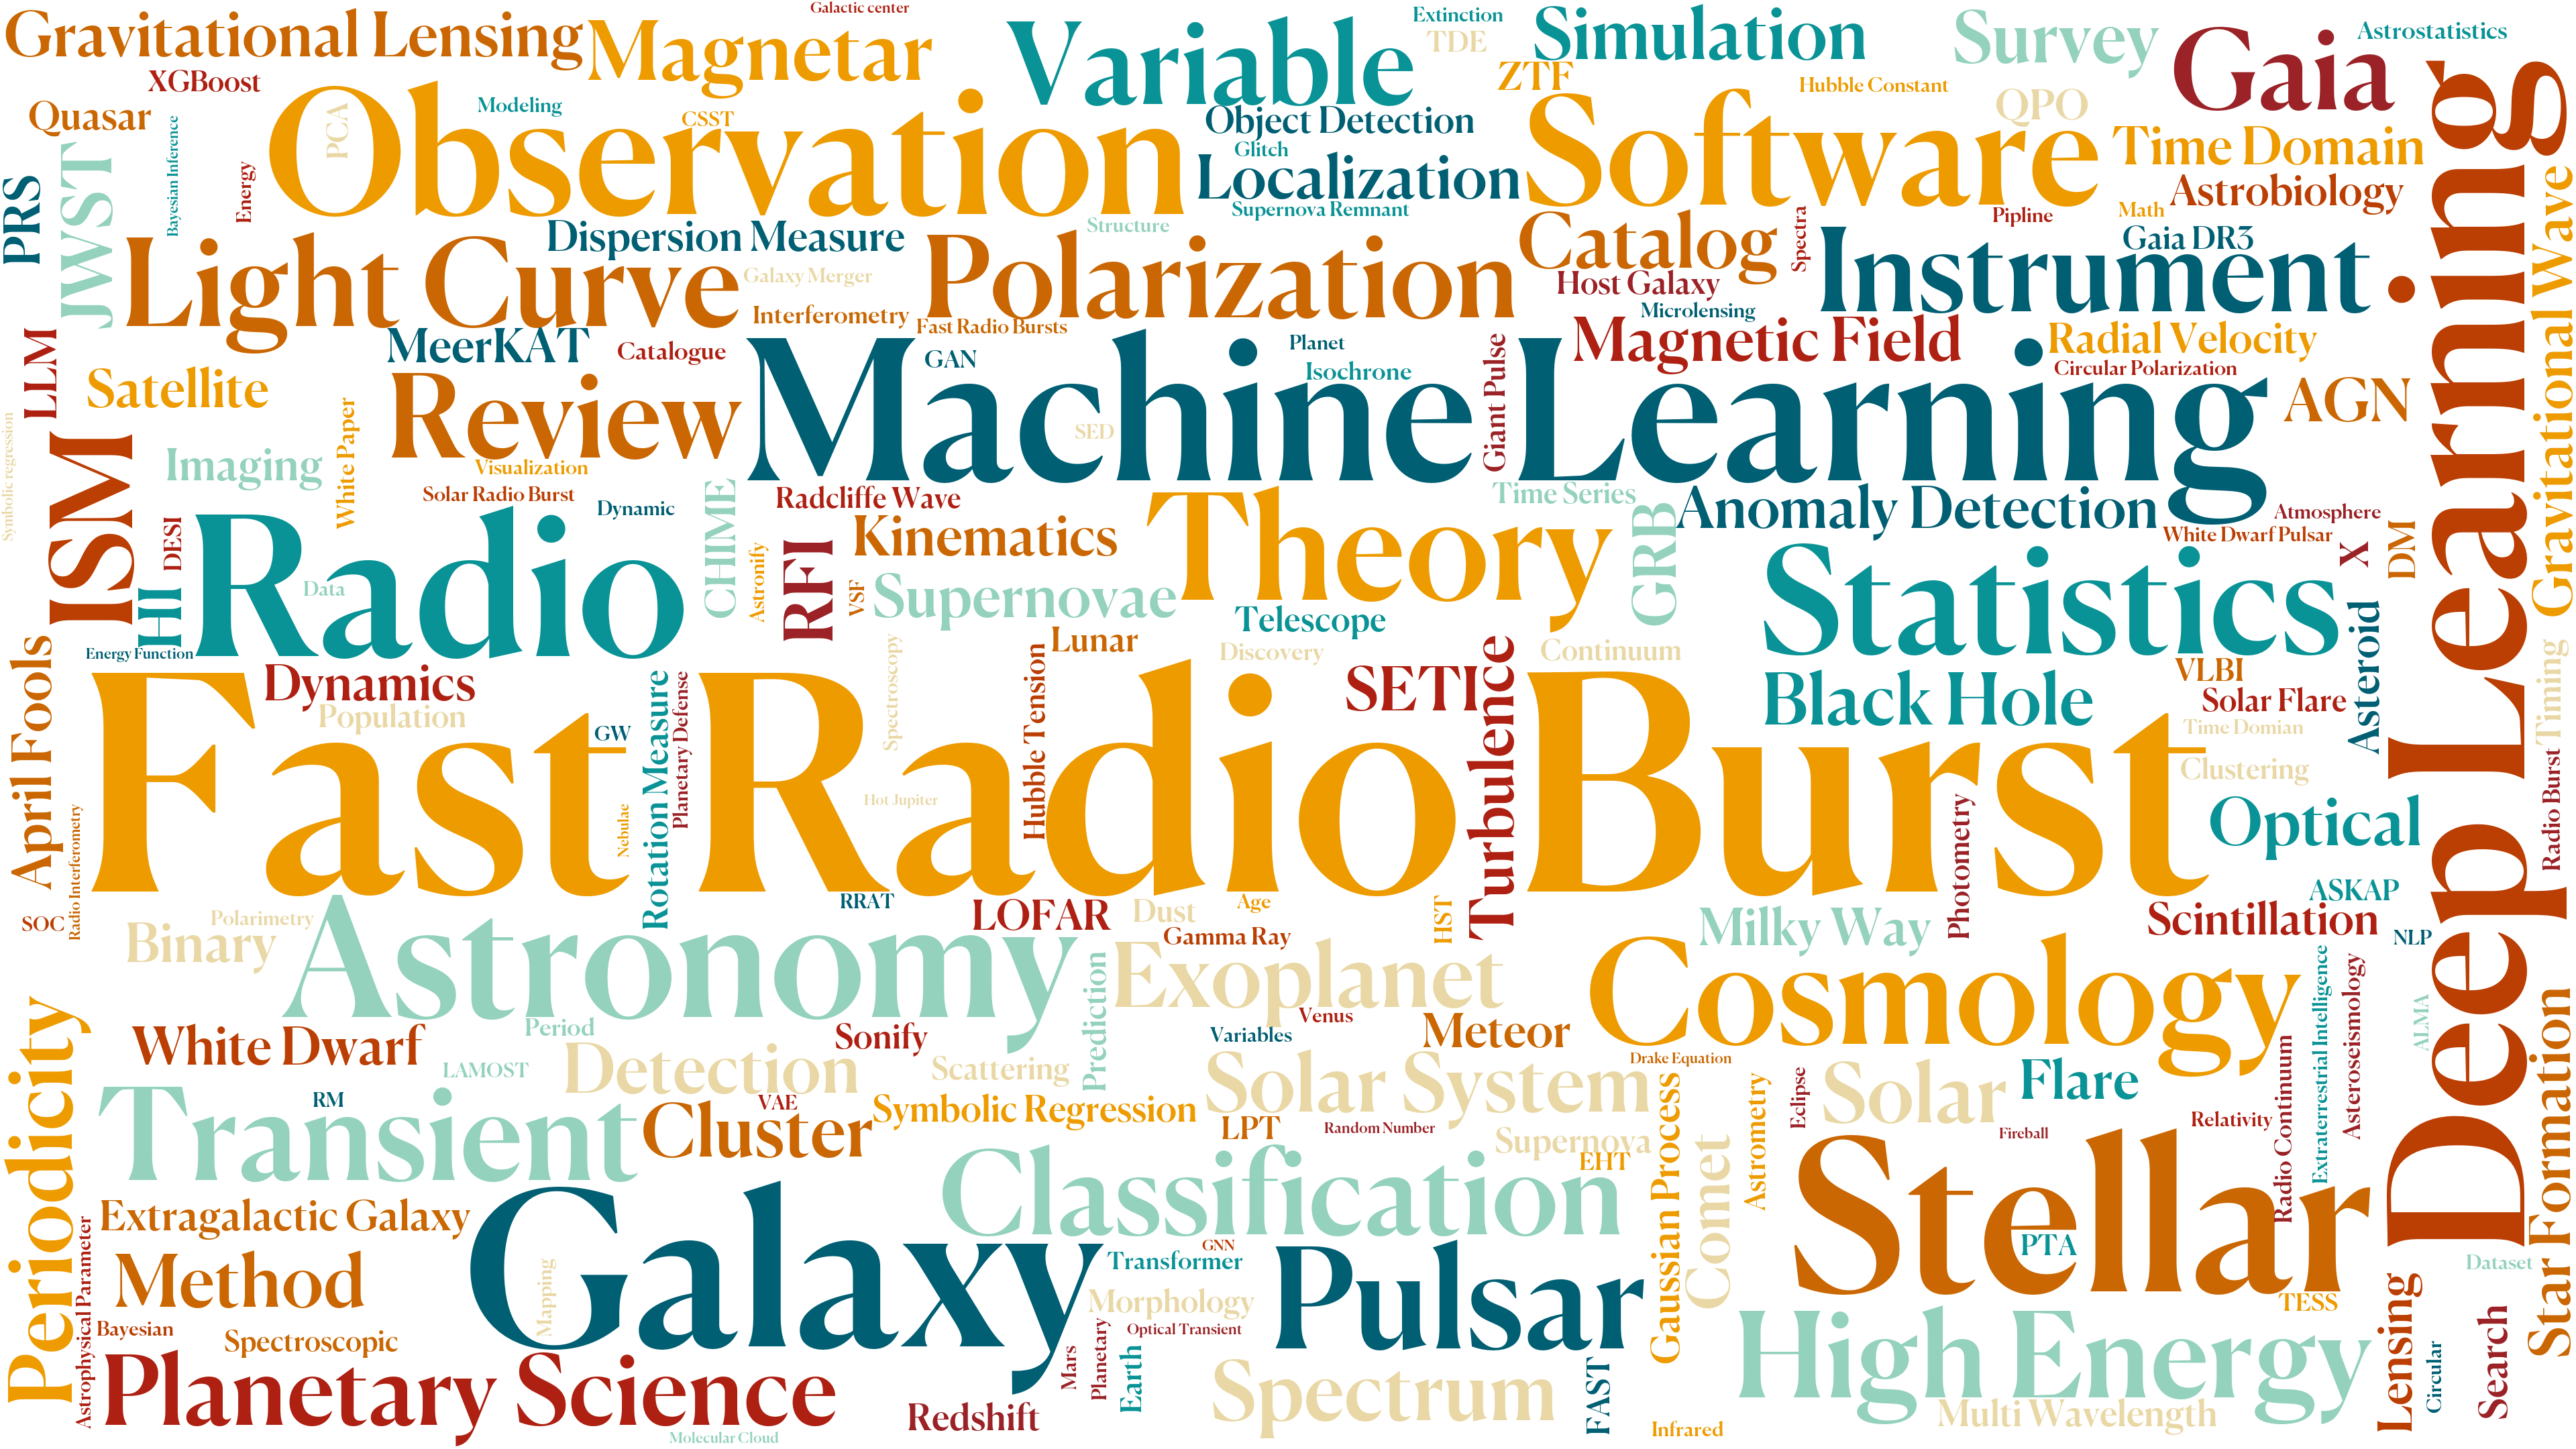 Galactic center
Gravitational Lensing
Magnetar
Variable
Extinction
TDE
Simulation
Survey
Gaia
Astrostatistics
XGBoost
ZTF
Hubble Constant
QPO
Quasar
PCA
Modeling
CSST
Observation
Object Detection
Software
Time Domain
Deep Learning
Bayesian Inference
Energy
Glitch
Localization
Astrobiology
Gravitational Wave
PRS
JWST
Dispersion Measure
Supernova Remnant
Structure
Catalog
Spectra
Pipline
Math
Gaia DR3
Light Curve
Galaxy Merger
Polarization
Host Galaxy
Instrument
Interferometry
Fast Radio Bursts
Microlensing
Magnetic Field
Radial Velocity
LLM
MeerKAT
Catalogue
GAN
Planet
Isochrone
Giant Pulse
Circular Polarization
Satellite
Review
Machine Learning
AGN
Symbolic regression
SED
Imaging
White Paper
Visualization
Solar Radio Burst
Dynamic
CHIME
Radcliffe Wave
Time Series
GRB
Anomaly Detection
Atmosphere
White Dwarf Pulsar
X
DM
ISM
DESI
HI
Radio
Data
Astronify
RFI
VSF
Kinematics
Theory
Supernovae
Telescope
Statistics
Asteroid
April Fools
Energy Function
Lunar
Discovery
Continuum
Dynamics
Population
GW
Rotation Measure
Planetary Defense
Spectroscopy
Hubble Tension
SETI
Turbulence
Black Hole
VLBI
Solar Flare
Time Domian
Timing
Clustering
Fast Radio Burst
Hot Jupiter
Nebulae
Photometry
Optical
Radio Burst
Radio Interferometry
SOC
Polarimetry
Binary
RRAT
LOFAR
Dust
Age
Gamma Ray
HST
Milky Way
ASKAP
Scintillation
NLP
Astronomy
Prediction
Exoplanet
Cosmology
Extraterrestrial Intelligence
Asteroseismology
ALMA
Periodicity
White Dwarf
Period
Sonify
Variables
Venus
Meteor
Drake Equation
LAMOST
Detection
Scattering
Solar System
Solar
Flare
Star Formation
Transient
RM
VAE
Cluster
Symbolic Regression
LPT
Random Number
Supernova
EHT
Gaussian Process
Comet
Astrometry
Eclipse
Fireball
Relativity
Radio Continuum
Extragalactic Galaxy
Classification
Stellar
PTA
Method
Galaxy
Mapping
Transformer
GNN
Pulsar
Dataset
Astrophysical Parameter
Morphology
TESS
Bayesian
Spectroscopic
Optical Transient
High Energy
Lensing
Search
Circular
Planetary Science
Mars
Planetary
Earth
Spectrum
FAST
Redshift
Multi Wavelength
Molecular Cloud
Infrared